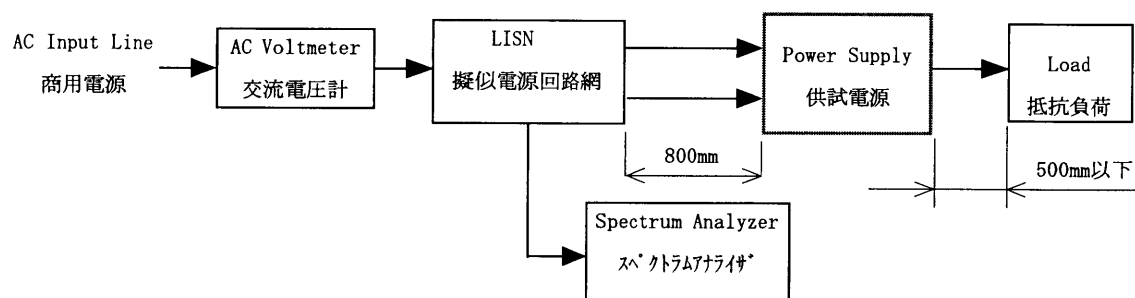 AC Input Line
商用電源
AC Voltmeter
交流電圧計
LISN
擬似電源回路網
Power Supply
供試電源
Load
抵抗負荷
800mm
500mm以下
Spectrum Analyzer
ｽﾍﾟｸﾄﾗﾑｱﾅﾗｲｻﾞ